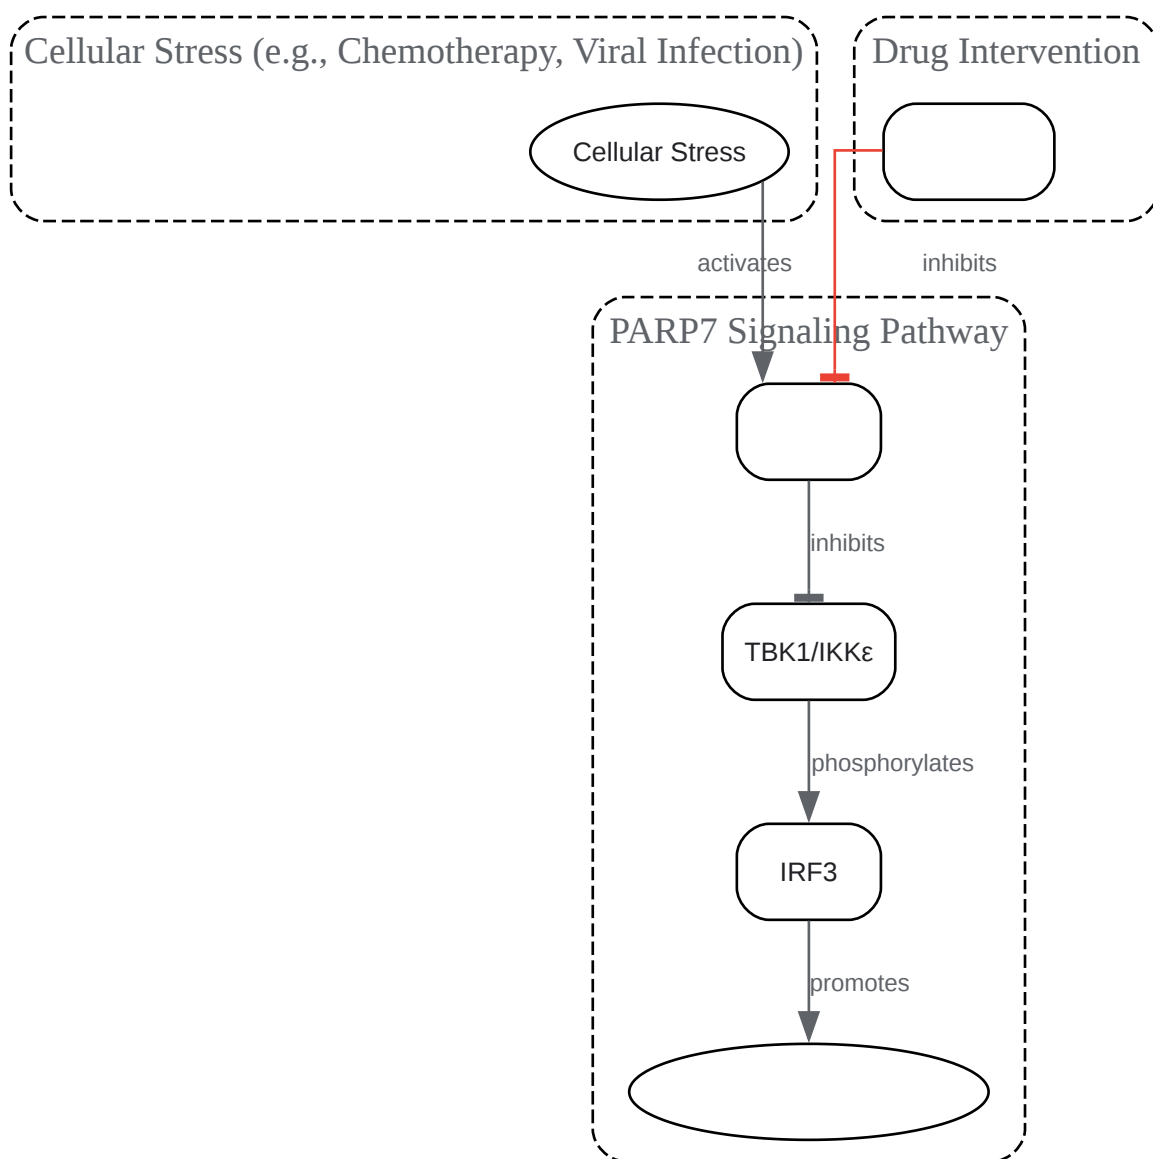 Cellular Stress (e.g., Chemotherapy, Viral Infection)
Drug Intervention
Cellular Stress
activates
inhibits
PARP7 Signaling Pathway
inhibits
TBK1/IKKε
phosphorylates
IRF3
promotes